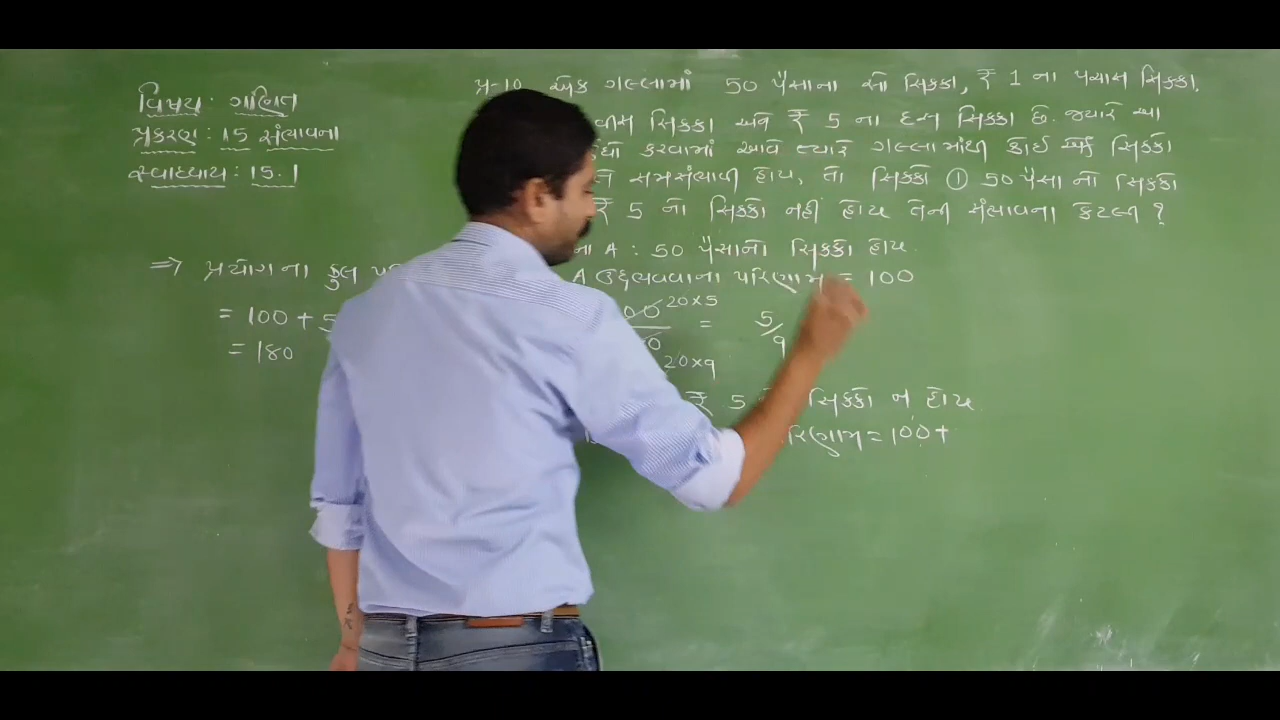 વિષય: ગણિત
પ્રકરણ: 15 સંભાવના
સ્વાધ્યાય: 15.1
પ્ર-10 એક ગલ્લામાં 50 પૈસાના સો સિક્કા, ₹ 1 ના પચાસ સિક્કા,
વીસ સિક્કા અને ₹ 5 ના દસ સિક્કા છે. જ્યારે આ
કરવામાં આવે ત્યારે ગલ્લામાંથી કોઈ એક સિક્કો
સમસંભાવી હોય, તો સિક્કો ① 50 પૈસા નો સિક્કો
₹ 5 નો સિક્કો નહીં હોય તેની સંભાવના કેટલી ?
A : 50 પૈસાનો સિક્કો હોય.
⇒ પ્રયોગના કુલ
A ઉદ્ભવવાના પરિણામ = 100
= 100 + 5
= 180
20×5
= 5/9
20×9
₹ 5 સિક્કો ન હોય
= 100 +